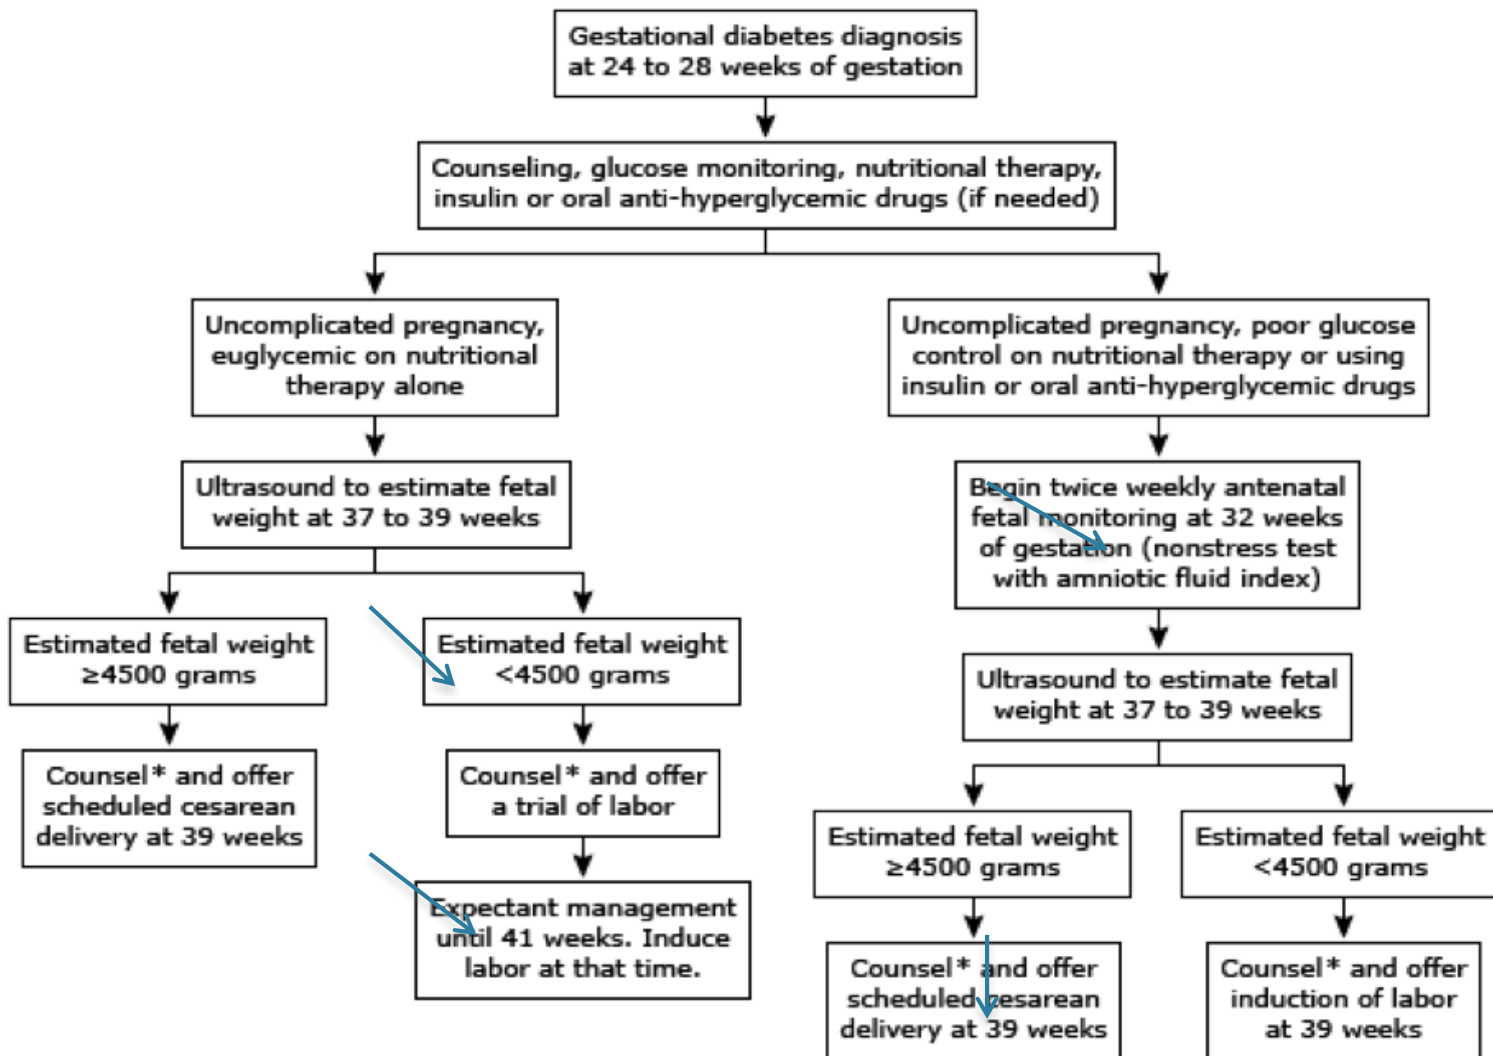 Gestational diabetes diagnosis
at 24 to 28 weeks of gestation
Counseling, glucose monitoring, nutritional therapy,
insulin or oral anti-hyperglycemic drugs (if needed)
Uncomplicated pregnancy,
euglycemic on nutritional
therapy alone
Ultrasound to estimate fetal
weight at 37 to 39 weeks
Estimated fetal weight
≥4500 grams
Counsel* and offer
scheduled cesarean
delivery at 39 weeks
Estimated fetal weight
<4500 grams
Counsel* and offer
a trial of labor
Expectant management
until 41 weeks. Induce
labor at that time.
Uncomplicated pregnancy, poor glucose
control on nutritional therapy or using
insulin or oral anti-hyperglycemic drugs
Begin twice weekly antenatal
fetal monitoring at 32 weeks
of gestation (nonstress test
with amniotic fluid index)
Ultrasound to estimate fetal
weight at 37 to 39 weeks
Estimated fetal weight
≥4500 grams
Counsel* and offer
scheduled cesarean
delivery at 39 weeks
Estimated fetal weight
<4500 grams
Counsel* and offer
induction of labor
at 39 weeks